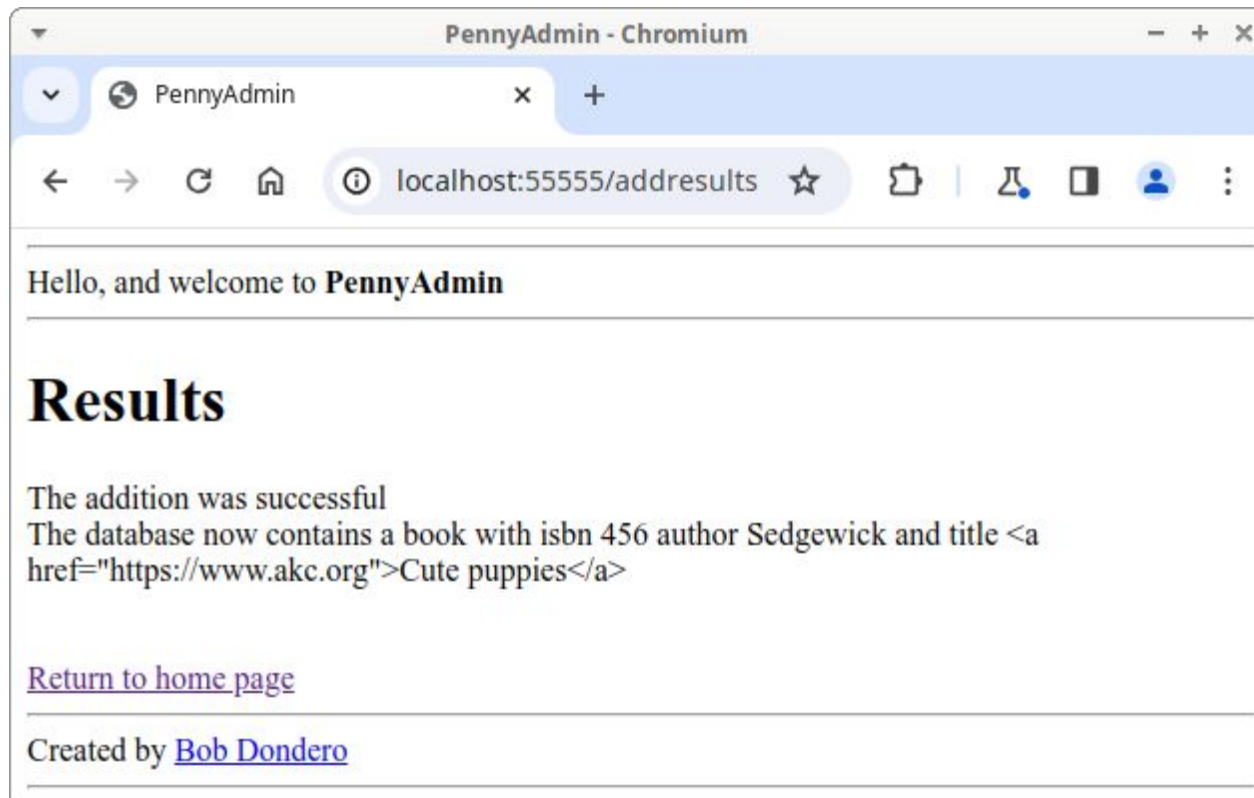 PennyAdmin - Chromium
PennyAdmin
localhost:55555/addresults
Hello, and welcome to PennyAdmin
Results
The addition was successful
The database now contains a book with isbn 456 author Sedgewick and title <a
href="https://www.akc.org">Cute puppies</a>
Return to home page
Created by Bob Dondero